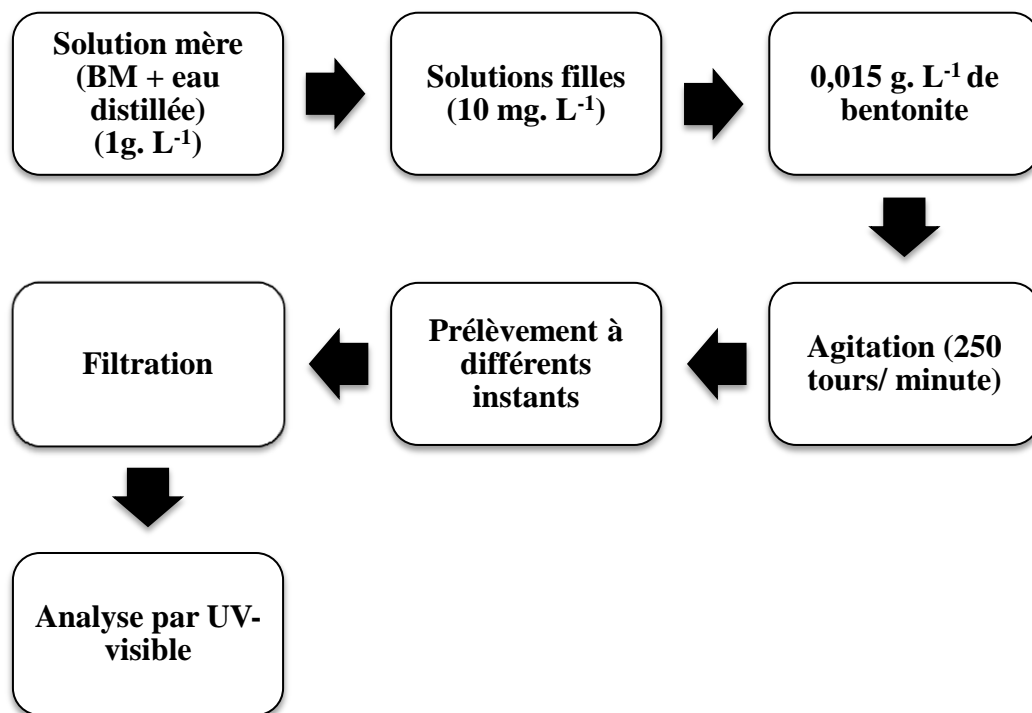 Solution mère
(BM + eau
distillée)
(1g. L⁻¹)
Solutions filles
(10 mg. L⁻¹)
0,015 g. L⁻¹ de
bentonite
Agitation (250
tours/ minute)
Prélèvement à
différents
instants
Filtration
Analyse par UV-
visible